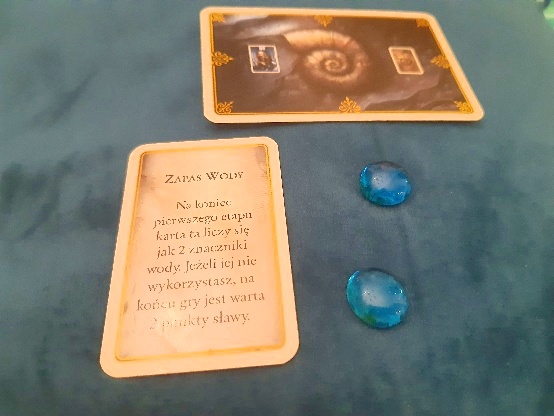 Zapas Wody
Na koniec
pierwszego etapu
karta ta liczy się
jak 2 znaczniki
wody. Jeżeli jej nie
wykorzystasz, na
końcu gry jest warta
2 punkty sławy.